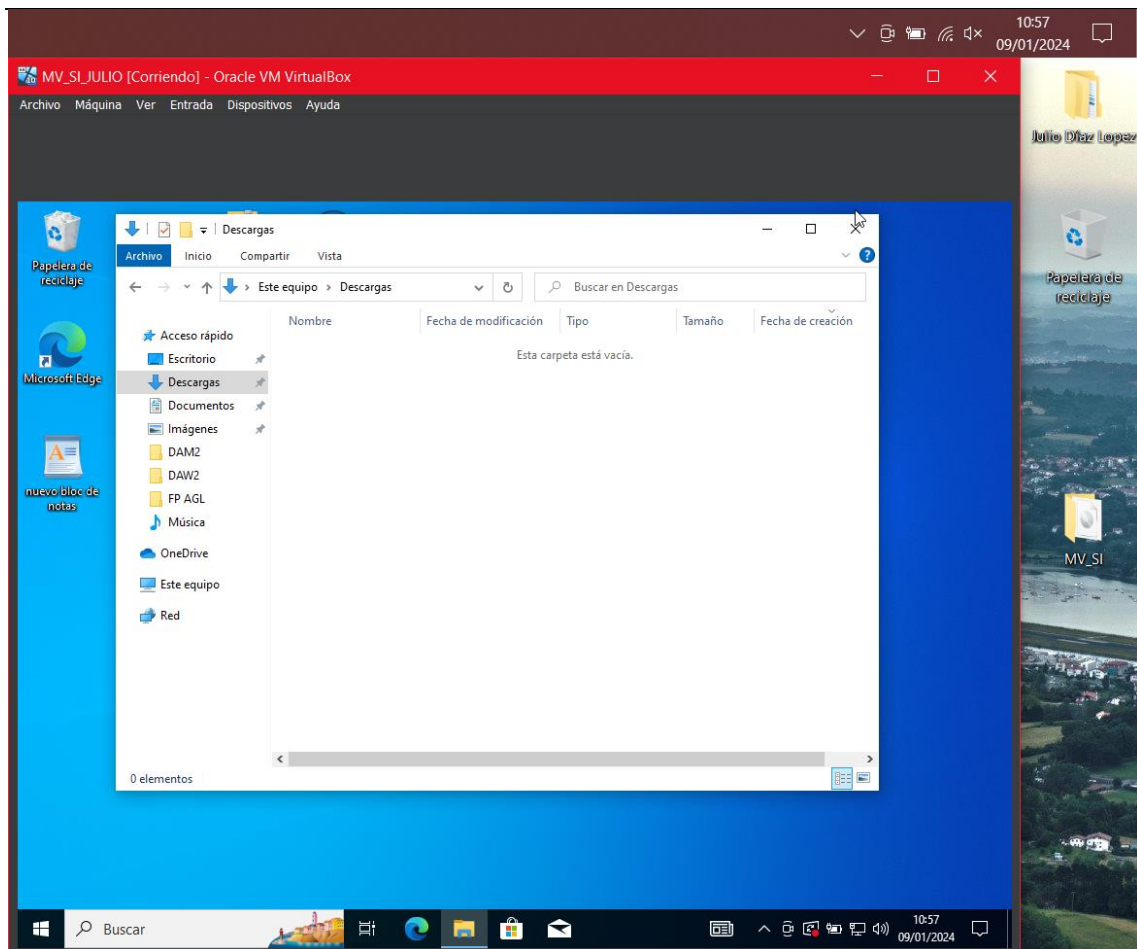 10:57
09/01/2024
MV_SI_JULIO [Corriendo] - Oracle VM VirtualBox
Archivo Máquina Ver Entrada Dispositivos Ayuda
Julio Díaz Lopez
Papelera de
reciclaje
MV_SI
Papelera de
reciclaje
Microsoft Edge
nuevo bloc de
notas
Descargas
Archivo Inicio Compartir Vista
Este equipo › Descargas
Buscar en Descargas
Nombre Fecha de modificación Tipo Tamaño Fecha de creación
Esta carpeta está vacía.
Acceso rápido
Escritorio
Descargas
Documentos
Imágenes
DAM2
DAW2
FP AGL
Música
OneDrive
Este equipo
Red
0 elementos
Buscar
10:57
09/01/2024